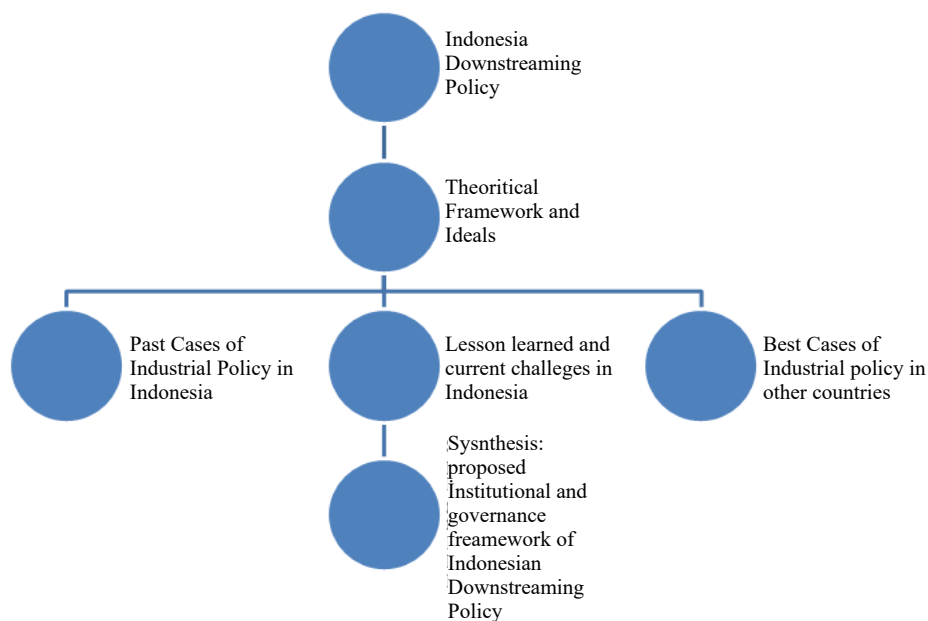 Indonesia
Downstreaming
Policy
Theoritical
Framework and
Ideals
Past Cases of
Industrial Policy in
Indonesia
Lesson learned and
current challeges in
Indonesia
Best Cases of
Industrial policy in
other countries
Sysnthesis:
proposed
Institutional and
governance
freamework of
Indonesian
Downstreaming
Policy